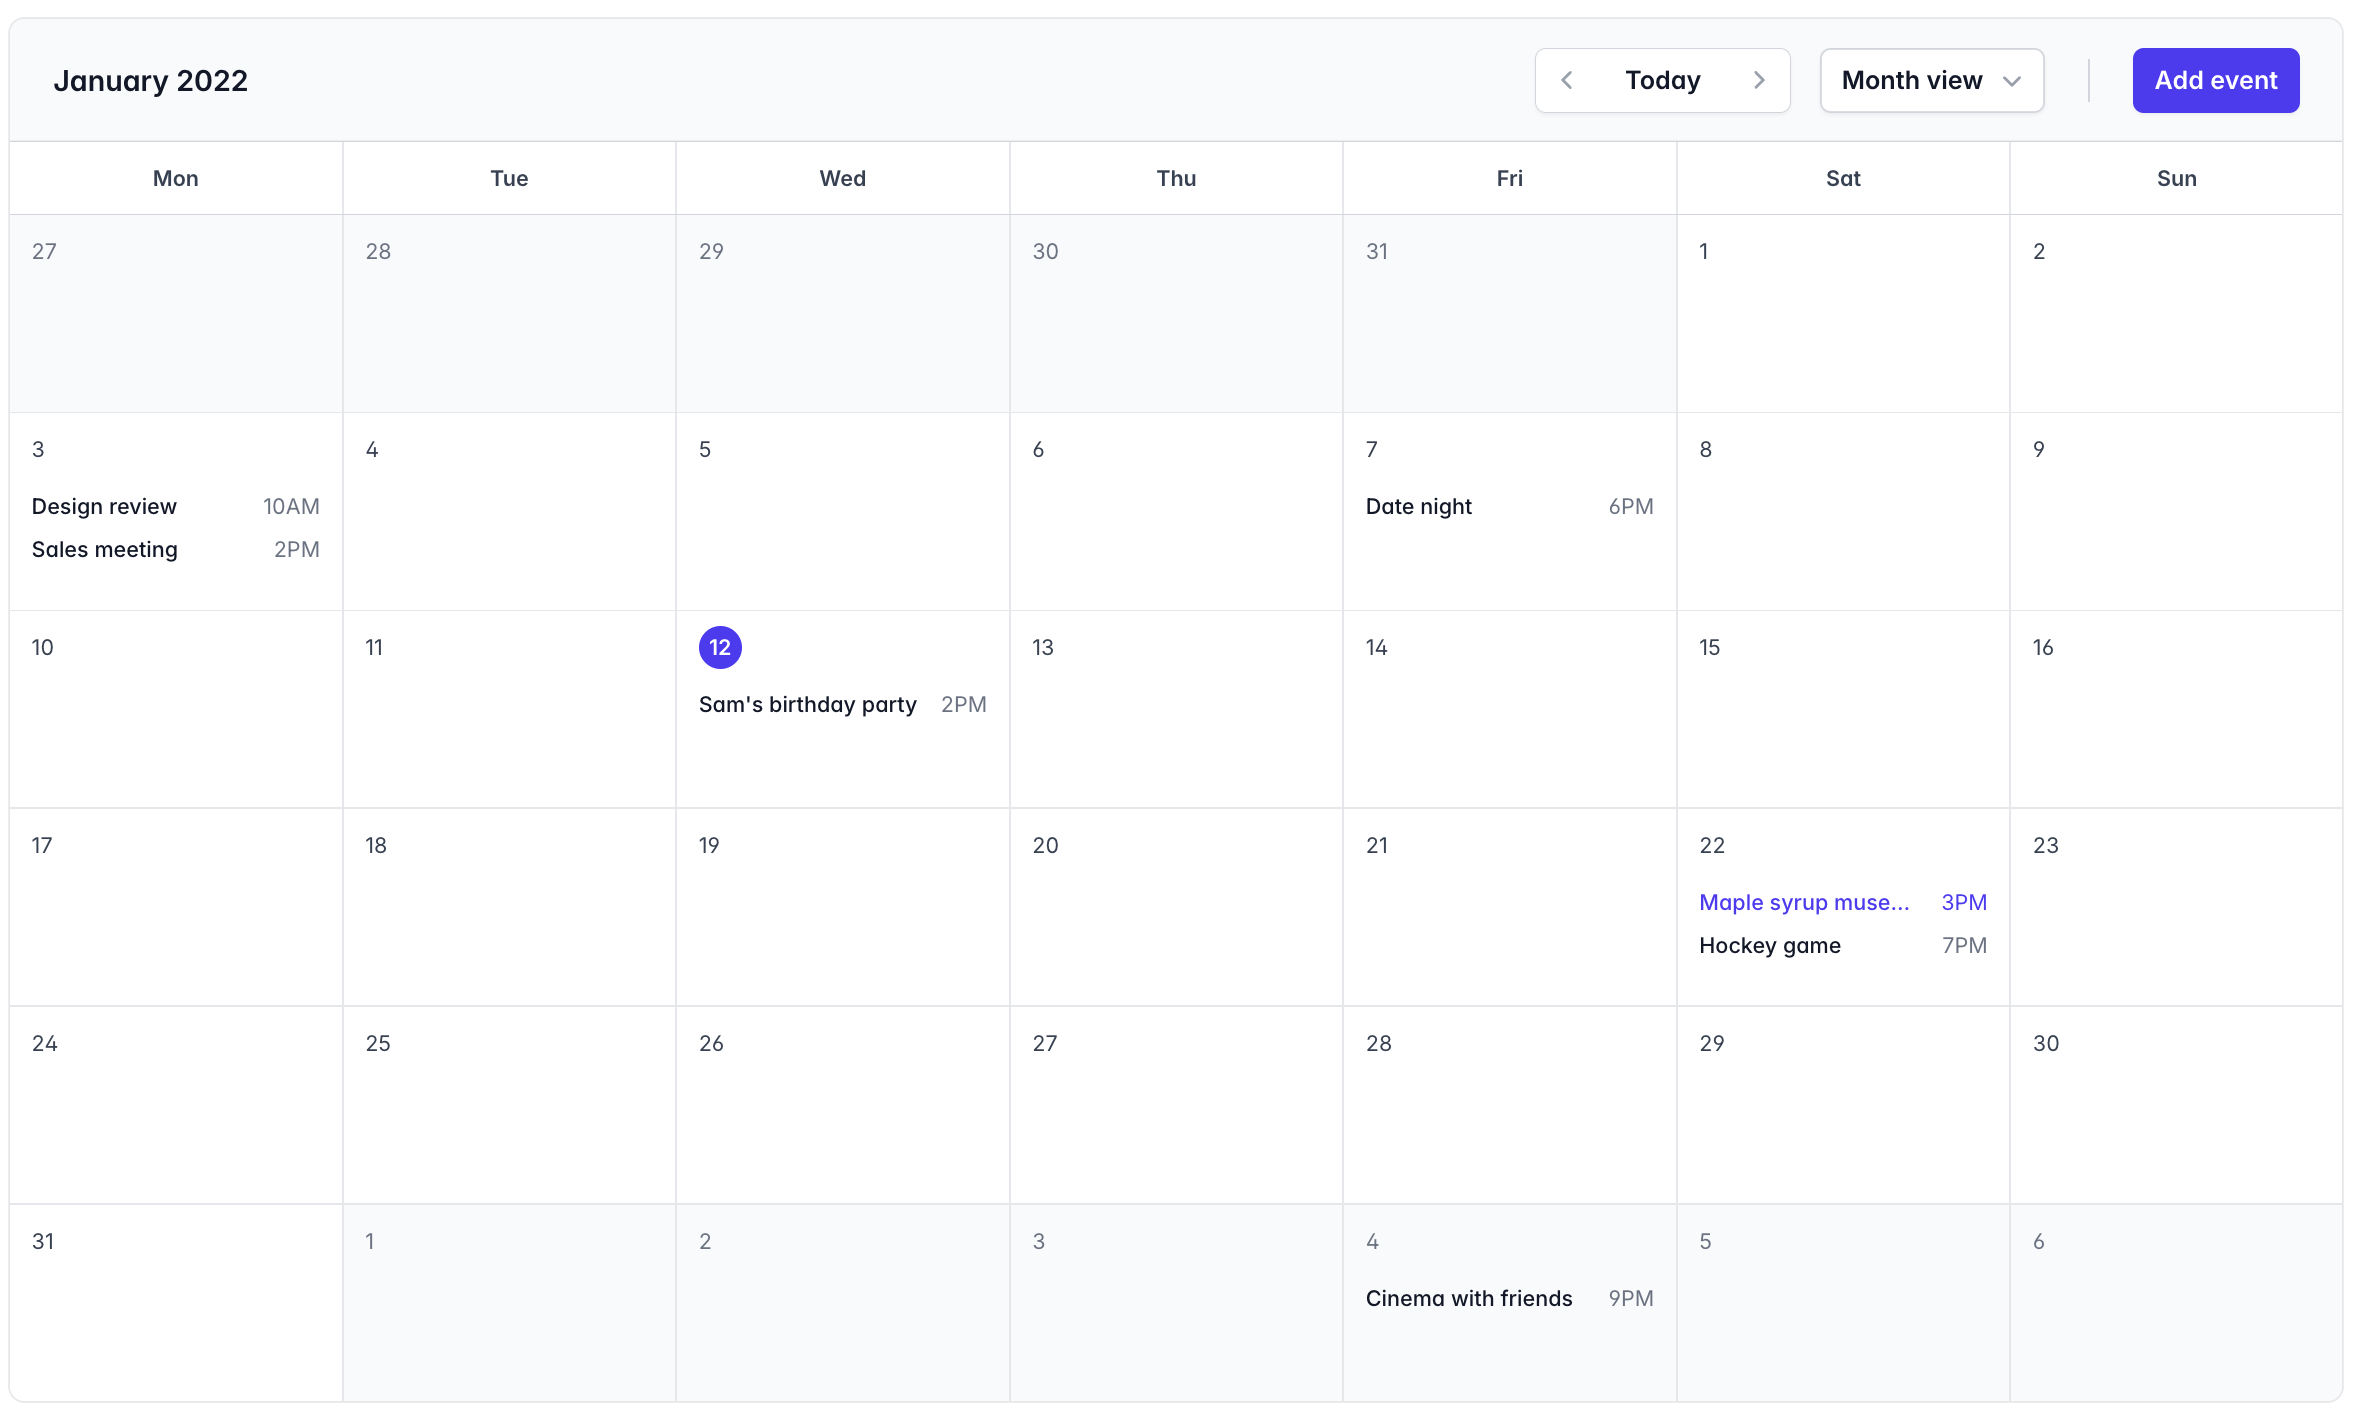 January 2022
Today
Month view
Add event
Mon Tue Wed Thu Fri Sat Sun
27 28 29 30 31 1 2
3 4 5 6 7 8 9
Design review 10AM Date night 6PM
Sales meeting 2PM
10 11 12 13 14 15 16
Sam's birthday party 2PM
17 18 19 20 21 22 23
Maple syrup muse... 3PM
Hockey game 7PM
24 25 26 27 28 29 30
31 1 2 3 4 5 6
Cinema with friends 9PM